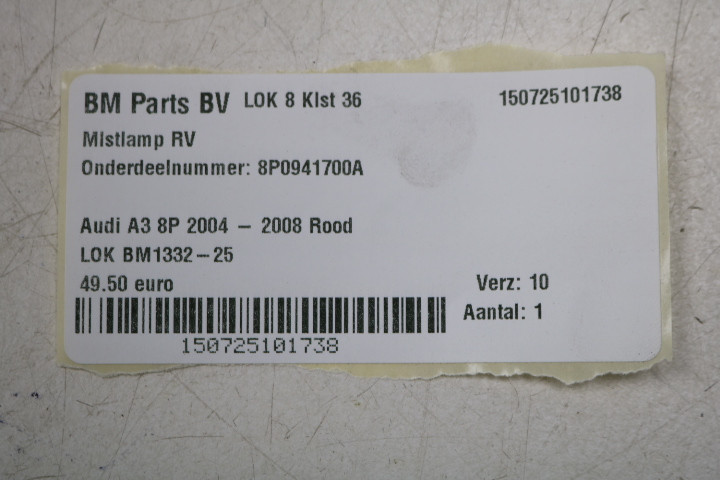 BM Parts BV LOK 8 Klst 36 150725101738
Mistlamp RV
Onderdeelnummer: 8P0941700A
Audi A3 8P 2004 – 2008 Rood
LOK BM1332-25
49.50 euro Verz: 10
Aantal: 1
150725101738